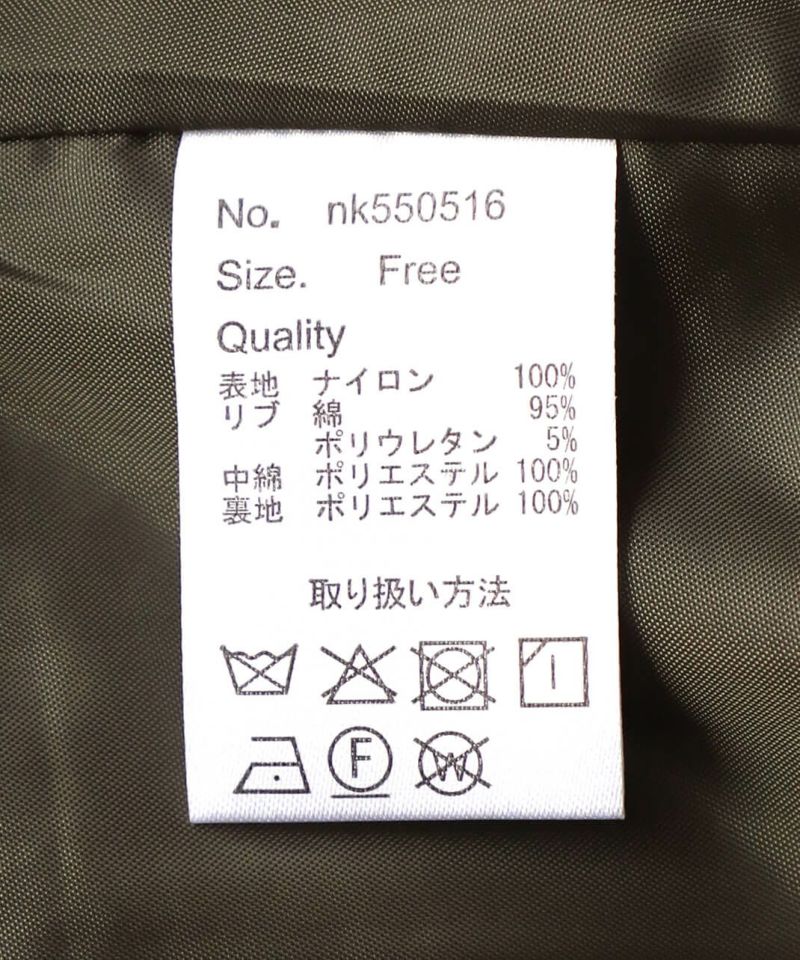 No. nk550516
Size. Free
Quality
表地 ナイロン 100%
リブ 綿 95%
ポリウレタン 5%
中綿 ポリエステル 100%
裏地 ポリエステル 100%
取り扱い方法
F
W